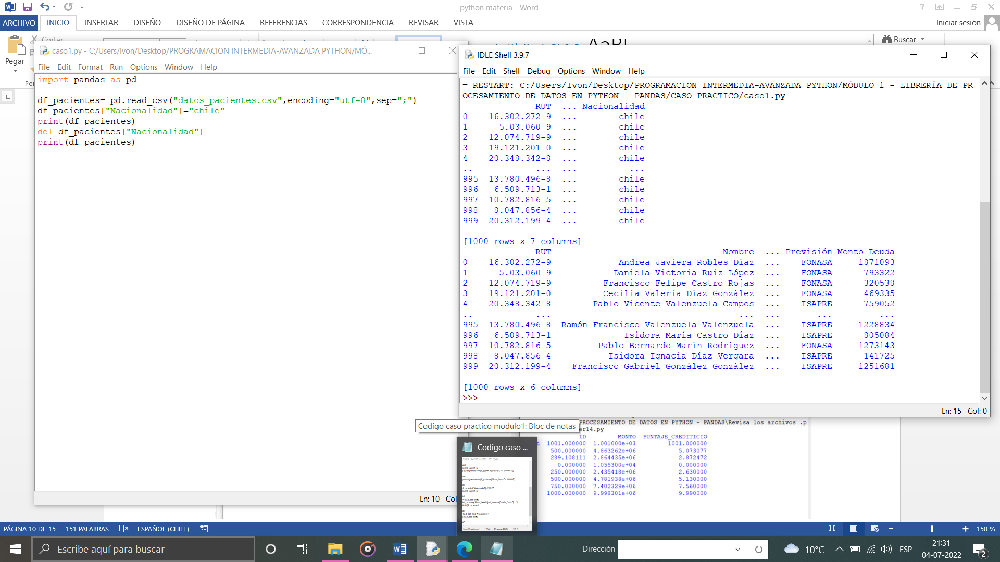 python materia - Word
ARCHIVO INICIO INSERTAR DISEÑO DISEÑO DE PÁGINA REFERENCIAS CORRESPONDENCIA REVISAR VISTA Iniciar sesión
Pegar
Cortar
Buscar
caso1.py - C:/Users/Ivon/Desktop/PROGRAMACION INTERMEDIA-AVANZADA PYTHON/MÓ...
File Edit Format Run Options Window Help
import pandas as pd
df_pacientes= pd.read_csv("datos_pacientes.csv",encoding="utf-8",sep=";")
df_pacientes["Nacionalidad"]="chile"
print(df_pacientes)
del df_pacientes["Nacionalidad"]
print(df_pacientes)
Ln: 10 Col
IDLE Shell 3.9.7
File Edit Shell Debug Options Window Help
= RESTART: C:/Users/Ivon/Desktop/PROGRAMACION INTERMEDIA-AVANZADA PYTHON/MÓDULO 1 - LIBRERÍA DE PR
OCESAMIENTO DE DATOS EN PYTHON - PANDAS/CASO PRACTICO/caso1.py
RUT ... Nacionalidad
0 16.302.272-9 ... chile
1 5.03.060-9 ... chile
2 12.074.719-9 ... chile
3 19.121.201-0 ... chile
4 20.348.342-8 ... chile
.. ... ... ...
995 13.780.496-8 ... chile
996 6.509.713-1 ... chile
997 10.782.816-5 ... chile
998 8.047.856-4 ... chile
999 20.312.199-4 ... chile
[1000 rows x 7 columns]
RUT Nombre ... Previsión Monto_Deuda
0 16.302.272-9 Andrea Javiera Robles Díaz ... FONASA 1871093
1 5.03.060-9 Daniela Victoria Ruiz López ... FONASA 793322
2 12.074.719-9 Francisco Felipe Castro Rojas ... FONASA 320538
3 19.121.201-0 Cecilia Valeria Díaz González ... FONASA 469335
4 20.348.342-8 Pablo Vicente Valenzuela Campos ... ISAPRE 759052
.. ... ... ... ... ...
995 13.780.496-8 Ramón Francisco Valenzuela Valenzuela ... ISAPRE 1228834
996 6.509.713-1 Isidora María Castro Díaz ... ISAPRE 805084
997 10.782.816-5 Pablo Bernardo Marín Rodríguez ... FONASA 1273143
998 8.047.856-4 Isidora Ignacia Díaz Vergara ... ISAPRE 141725
999 20.312.199-4 Francisco Gabriel González González ... ISAPRE 1251681
[1000 rows x 6 columns]
>>>
Ln: 15 Col: 0
PROCESAMIENTO DE DATOS EN PYTHON - PANDAS\Revisa los archivos .p
er14.py
ID MONTO PUNTAJE_CREDITICIO
1001.000000 1.001000e+03 1001.000000
500.000000 4.863262e+06 5.073077
289.108111 2.864435e+06 2.872472
0.000000 1.055300e+04 0.000000
250.000000 2.435418e+06 2.630000
500.000000 4.781938e+06 5.130000
750.000000 7.402329e+06 7.560000
1000.000000 9.998301e+06 9.990000
Codigo caso practico modulo1: Bloc de notas
Codigo caso ...
PÁGINA 10 DE 15 151 PALABRAS ESPAÑOL (CHILE) 150 %
Escribe aquí para buscar
Dirección
10°C
ESP
21:31
04-07-2022
2